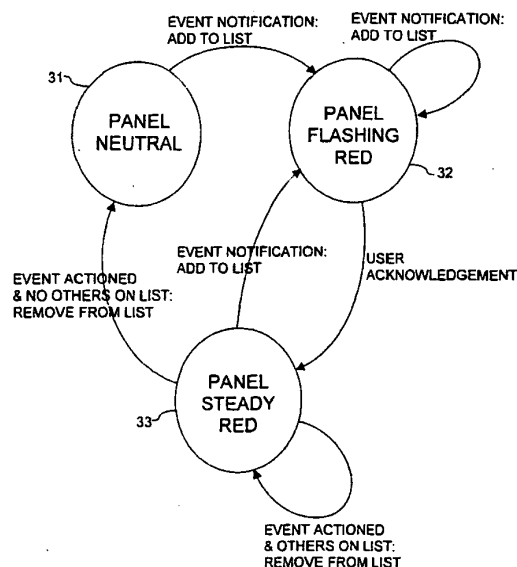 EVENT NOTIFICATION:
ADD TO LIST
EVENT NOTIFICATION:
ADD TO LIST
31
PANEL
NEUTRAL
PANEL
FLASHING
RED
32
EVENT NOTIFICATION:
ADD TO LIST
USER
ACKNOWLEDGEMENT
EVENT ACTIONED
& NO OTHERS ON LIST:
REMOVE FROM LIST
PANEL
STEADY
RED
33
EVENT ACTIONED
& OTHERS ON LIST:
REMOVE FROM LIST